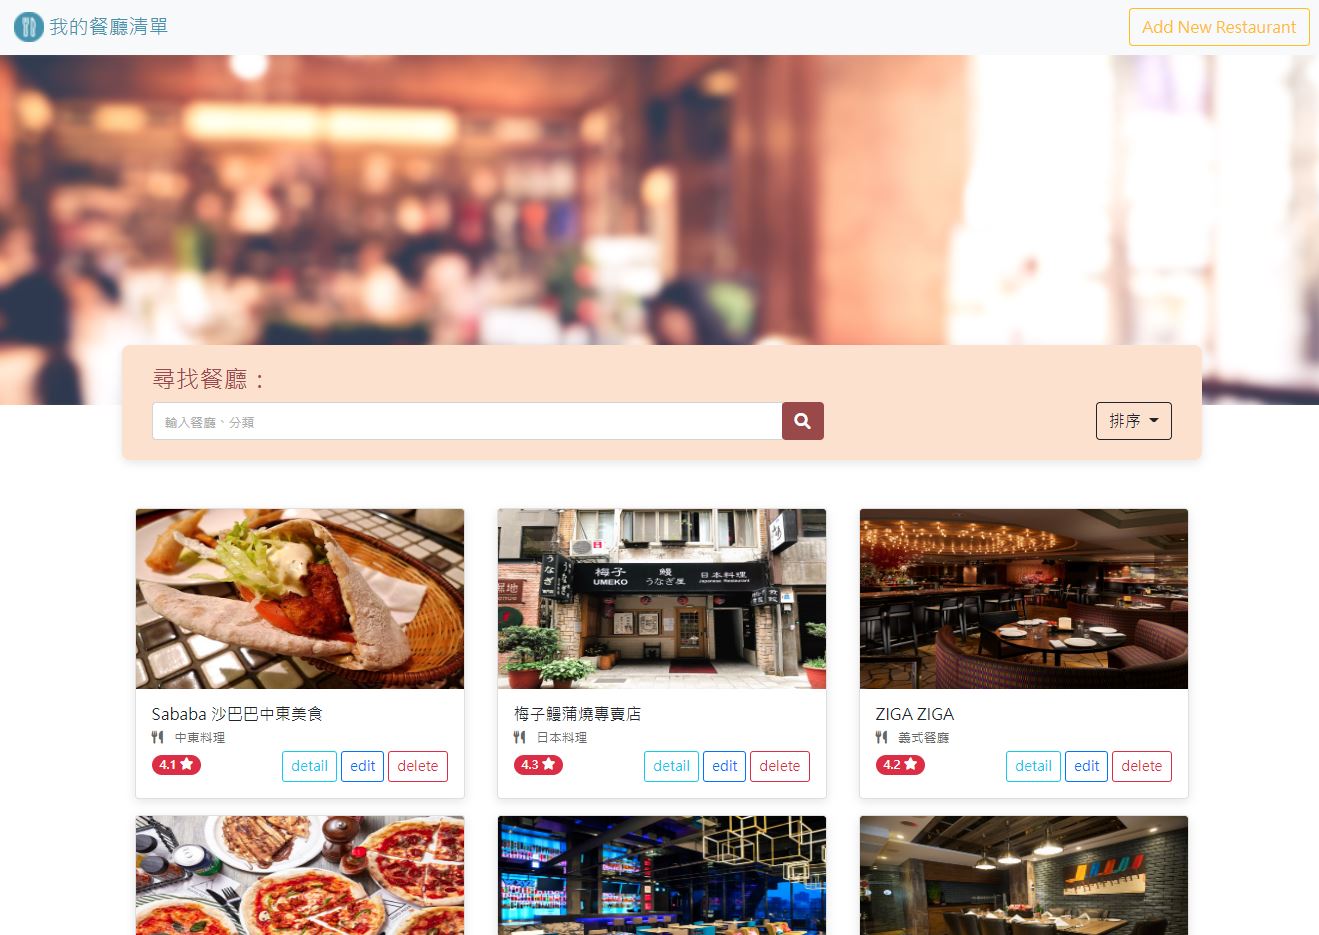 我的餐廳清單
Add New Restaurant
尋找餐廳：
輸入餐廳、分類
排序
梅子 鰻 日本料理
UMEKO うなぎ屋 Japanese Restaurant
うなぎ
Sababa 沙巴巴中東美食
中東料理
4.1
detail edit delete
梅子鰻蒲燒專賣店
日本料理
4.3
detail edit delete
ZIGA ZIGA
義式餐廳
4.2
detail edit delete